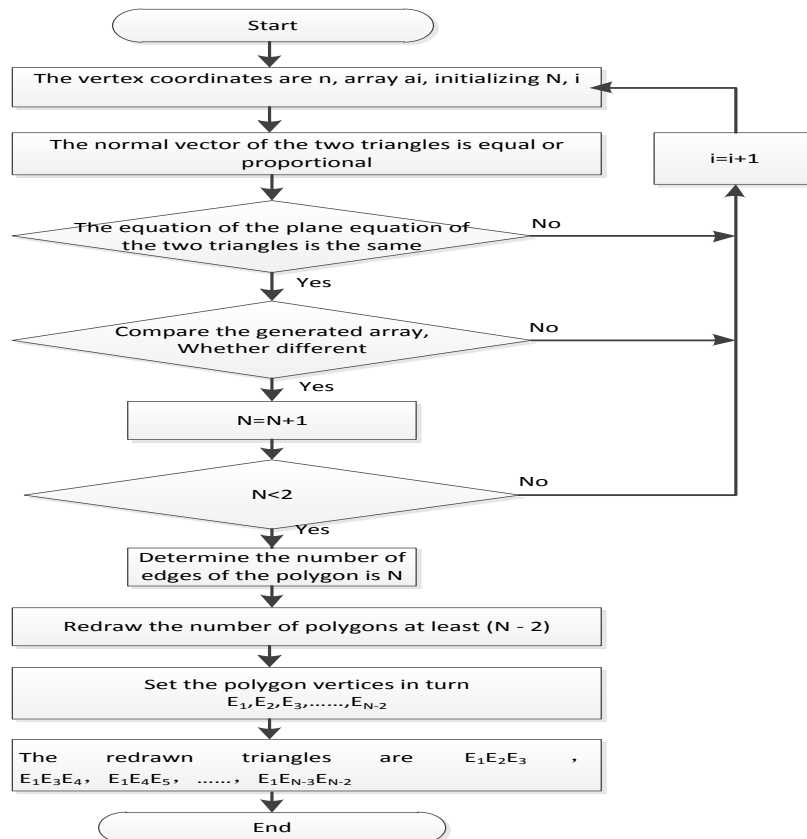 Start
The vertex coordinates are n, array ai, initializing N, i
The normal vector of the two triangles is equal or
proportional
i=i+1
The equation of the plane equation of
the two triangles is the same
No
Yes
Compare the generated array,
Whether different
No
Yes
N=N+1
N<2
No
Yes
Determine the number of
edges of the polygon is N
Redraw the number of polygons at least (N - 2)
Set the polygon vertices in turn
E₁,E₂,E₃,......,E_N-2
The redrawn triangles are E₁E₂E₃ ,
E₁E₃E₄, E₁E₄E₅, ......, E₁E_N-3E_N-2
End